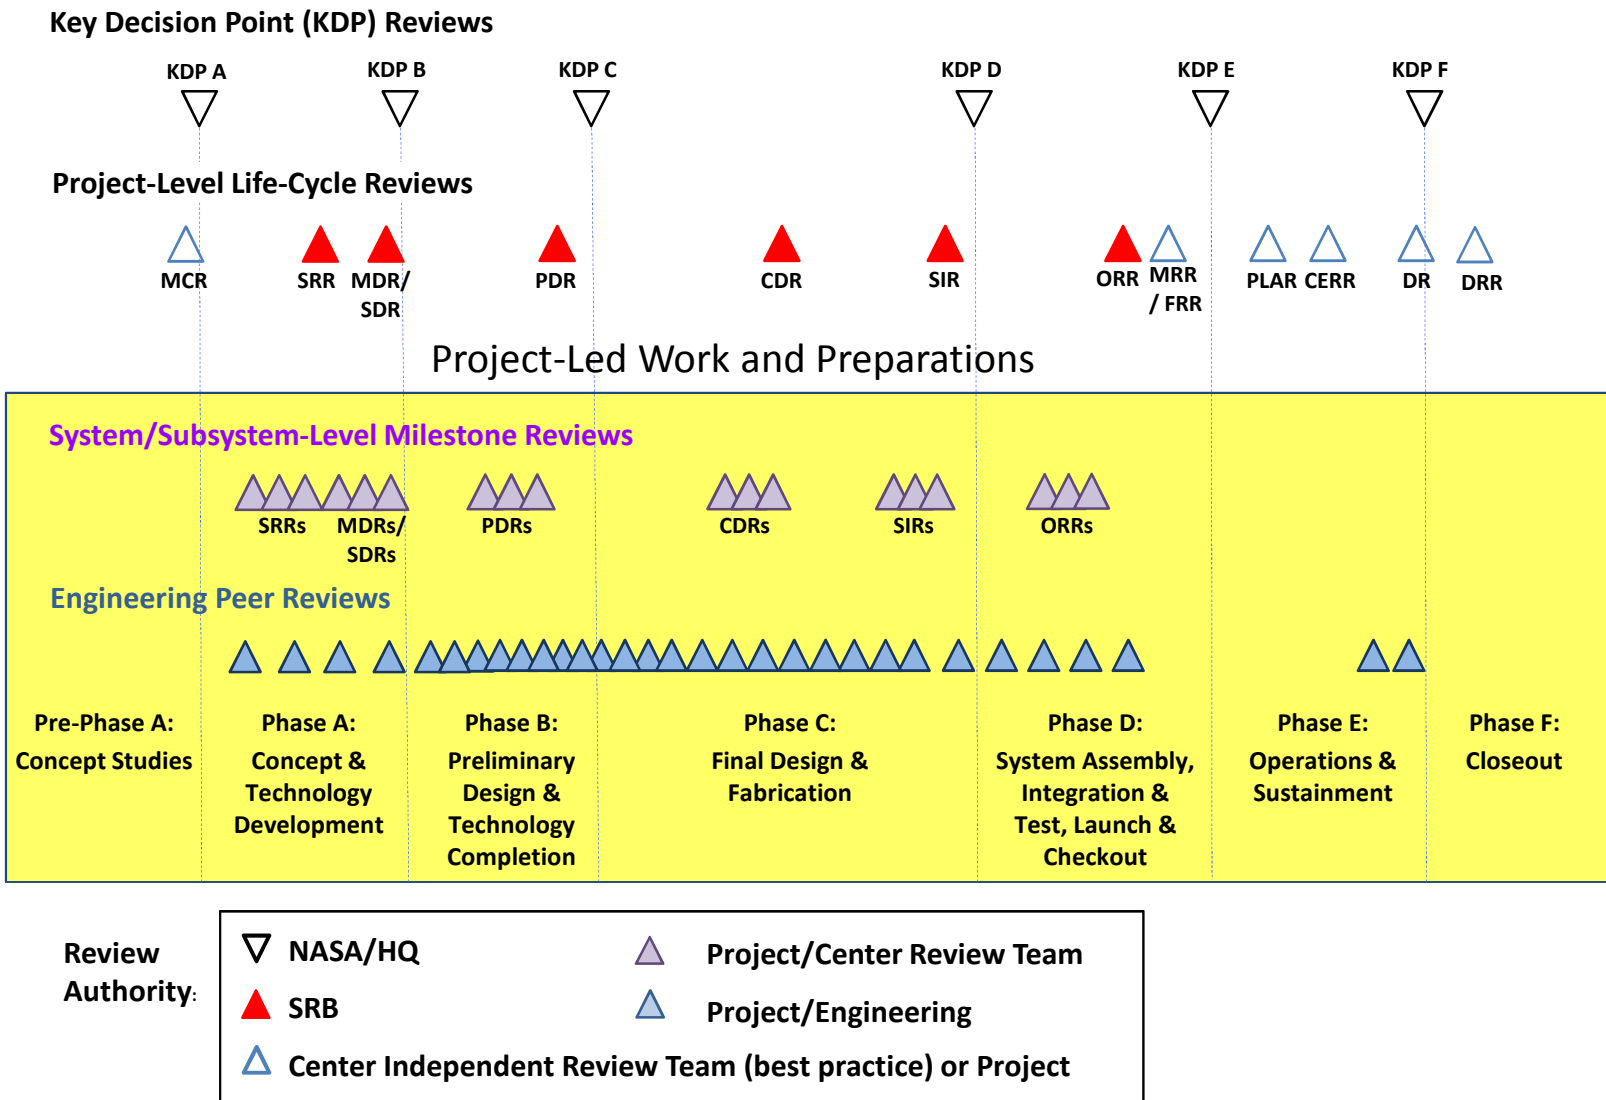 Key Decision Point (KDP) Reviews
KDP A
KDP B
KDP C
KDP D
KDP E
KDP F
Project-Level Life-Cycle Reviews
MCR
SRR
MDR/
SDR
PDR
CDR
SIR
ORR
MRR
/ FRR
PLAR
CERR
DR
DRR
Project-Led Work and Preparations
System/Subsystem-Level Milestone Reviews
SRRs
MDRs/
SDRs
PDRs
CDRs
SIRs
ORRs
Engineering Peer Reviews
Pre-Phase A:
Concept Studies
Phase A:
Concept &
Technology
Development
Phase B:
Preliminary
Design &
Technology
Completion
Phase C:
Final Design &
Fabrication
Phase D:
System Assembly,
Integration &
Test, Launch &
Checkout
Phase E:
Operations &
Sustainment
Phase F:
Closeout
Review
Authority:
NASA/HQ
SRB
Center Independent Review Team (best practice) or Project
Project/Center Review Team
Project/Engineering